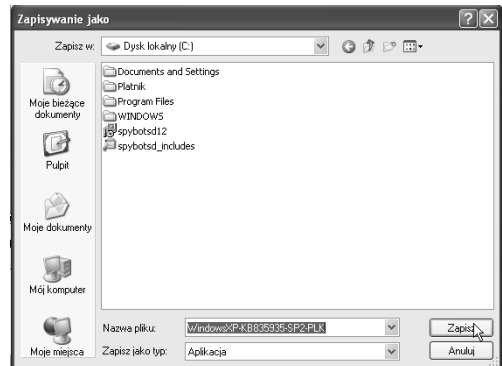 Zapisywanie jako
Zapisz w:
Dysk lokalny (C:)
Moje bieżące
dokumenty
Pulpit
Moje dokumenty
Mój komputer
Moje miejsca
Documents and Settings
Platnik
Program Files
WINDOWS
spybotsd12
spybotsd_includes
Nazwa pliku:
WindowsXP-KB835935-SP2-PLK
Zapisz
Zapisz jako typ:
Aplikacja
Anuluj